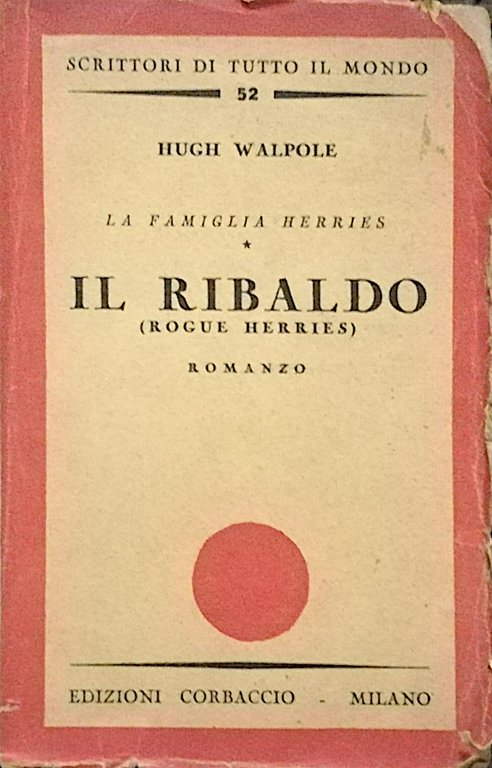 SCRITTORI DI TUTTO IL MONDO
52
HUGH WALPOLE
LA FAMIGLIA HERRIES
★
IL RIBALDO
(ROGUE HERRIES)
ROMANZO
EDIZIONI CORBACCIO - MILANO